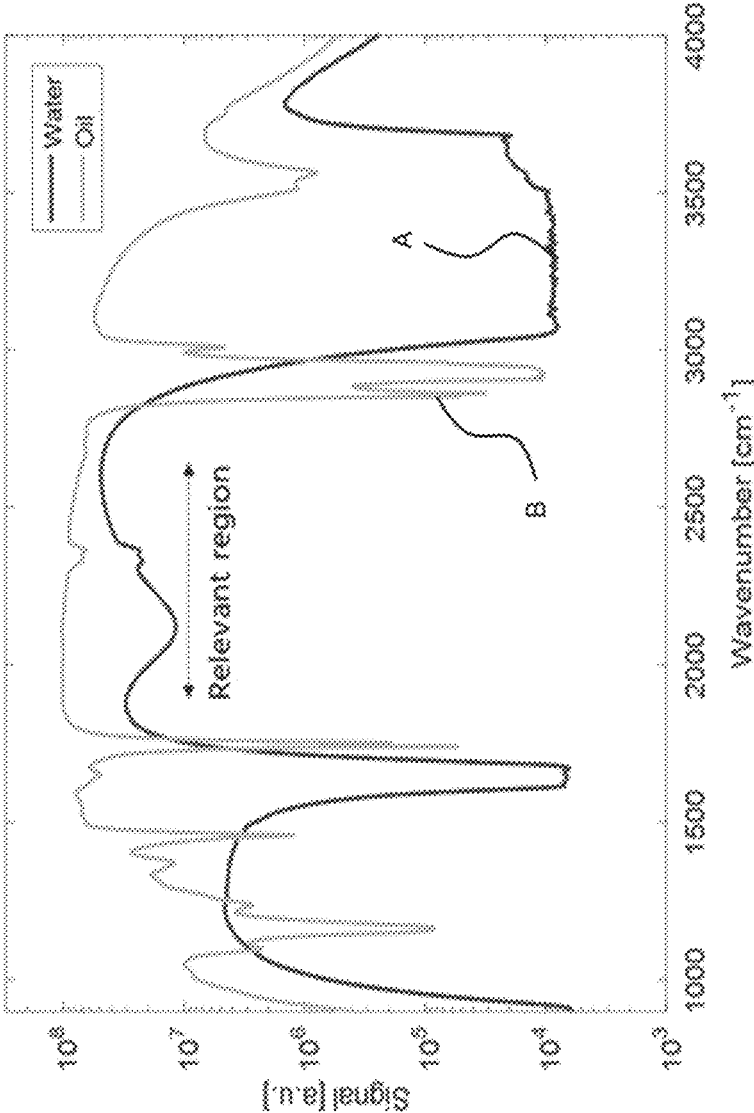 Water
Oil
A
B
Relevant region
10⁸
10⁷
10⁶
10⁵
10⁴
10³
Signal [a.u.]
1000
1500
2000
2500
3000
3500
4000
Wavenumber [cm⁻¹]